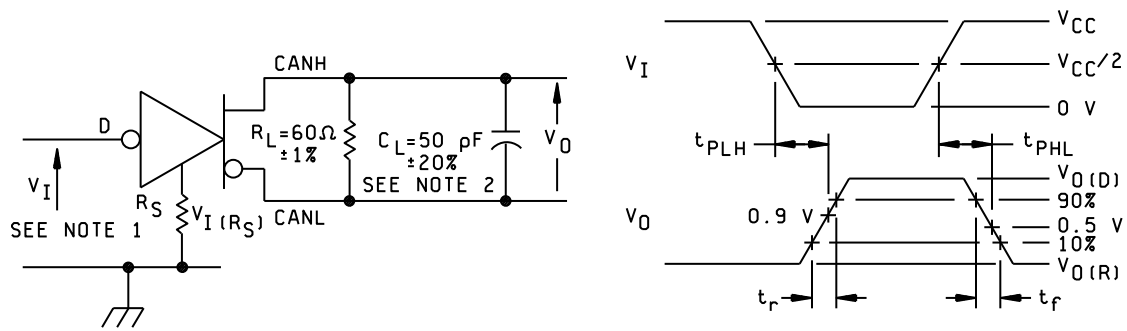 CANH
D
R_L=60Ω
±1%
C_L=50 pF
±20%
SEE NOTE 2
V_O
V_I
SEE NOTE 1
R_S
V_I(R_S)
CANL
V_I
V_CC
V_CC/2
0 V
t_PLH
t_PHL
V_O
0.9 V
V_O(D)
90%
0.5 V
10%
V_O(R)
t_r
t_f